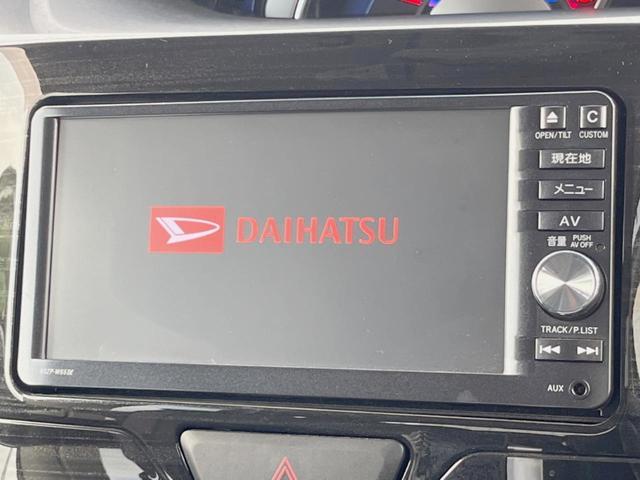 OPEN/TILT
C
CUSTOM
現在地
メニュー
AV
音量
PUSH
AV OFF
DAIHATSU
TRACK/P.LIST
AUX